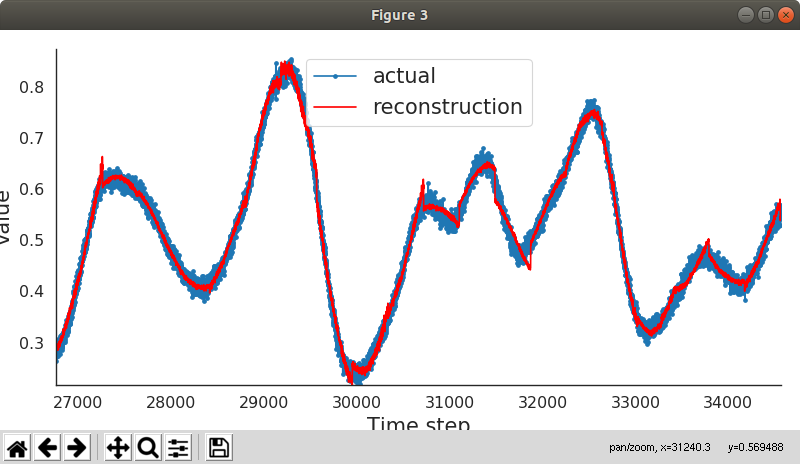 Figure 3
actual
reconstruction
0.8
0.7
0.6
0.5
0.4
0.3
value
27000 28000 29000 30000 31000 32000 33000 34000
Time step
pan/zoom, x=31240.3 y=0.569488